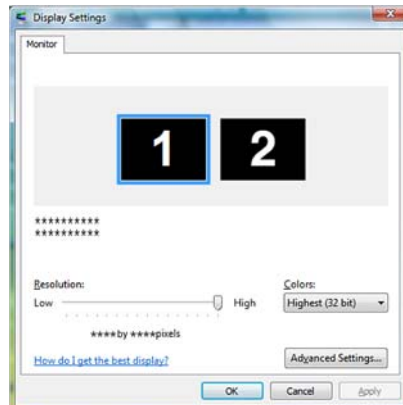 Display Settings
Monitor
1 2
**********
**********
Resolution:
Low High
****by ****pixels
Colors:
Highest (32 bit)
How do I get the best display?
Advanced Settings...
OK Cancel Apply